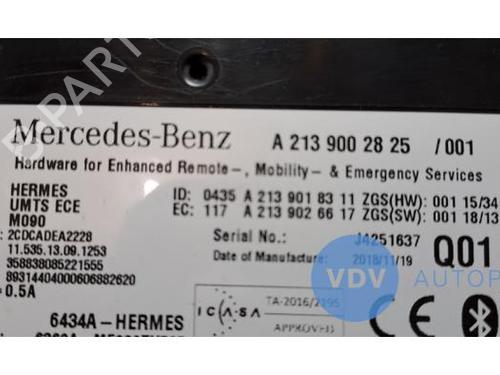 Mercedes-Benz A 213 900 28 25 /001
Hardware for Enhanced Remote-, Mobility- & Emergency Services
HERMES
UMTS ECE
M090
ID: 0435 A 213 901 83 11 ZGS(HW): 001 15/34
EC: 117 A 213 902 66 17 ZGS(SW): 001 18/13
: 2CDCADEA2228
11.535.13.09.1253
358838085221555
89314404000606882620
= 0.5A
Serial No.: J4251637
Date of Manufacture: 2018/11/19
Q01
6434A-HERMES
ICASA
TA-2016/2195
APPROVED
CE
B-PARTS
VDV AUTOP